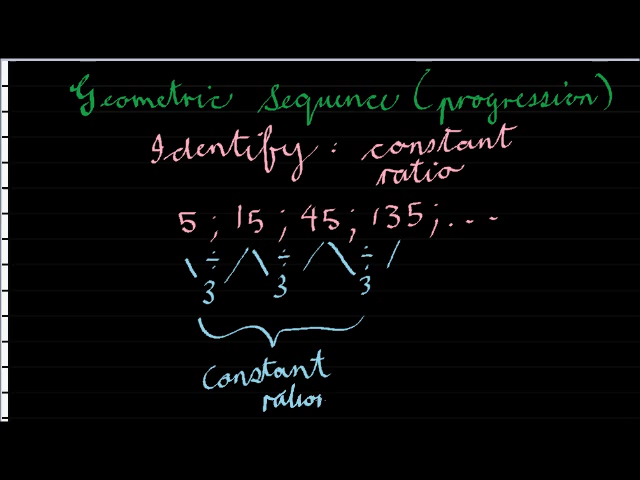 Geometric sequence (progression)
Identify : constant
ratio
5 ; 15 ; 45 ; 135 ; ...
÷ ÷ ÷
3 3 3
Constant
ratio